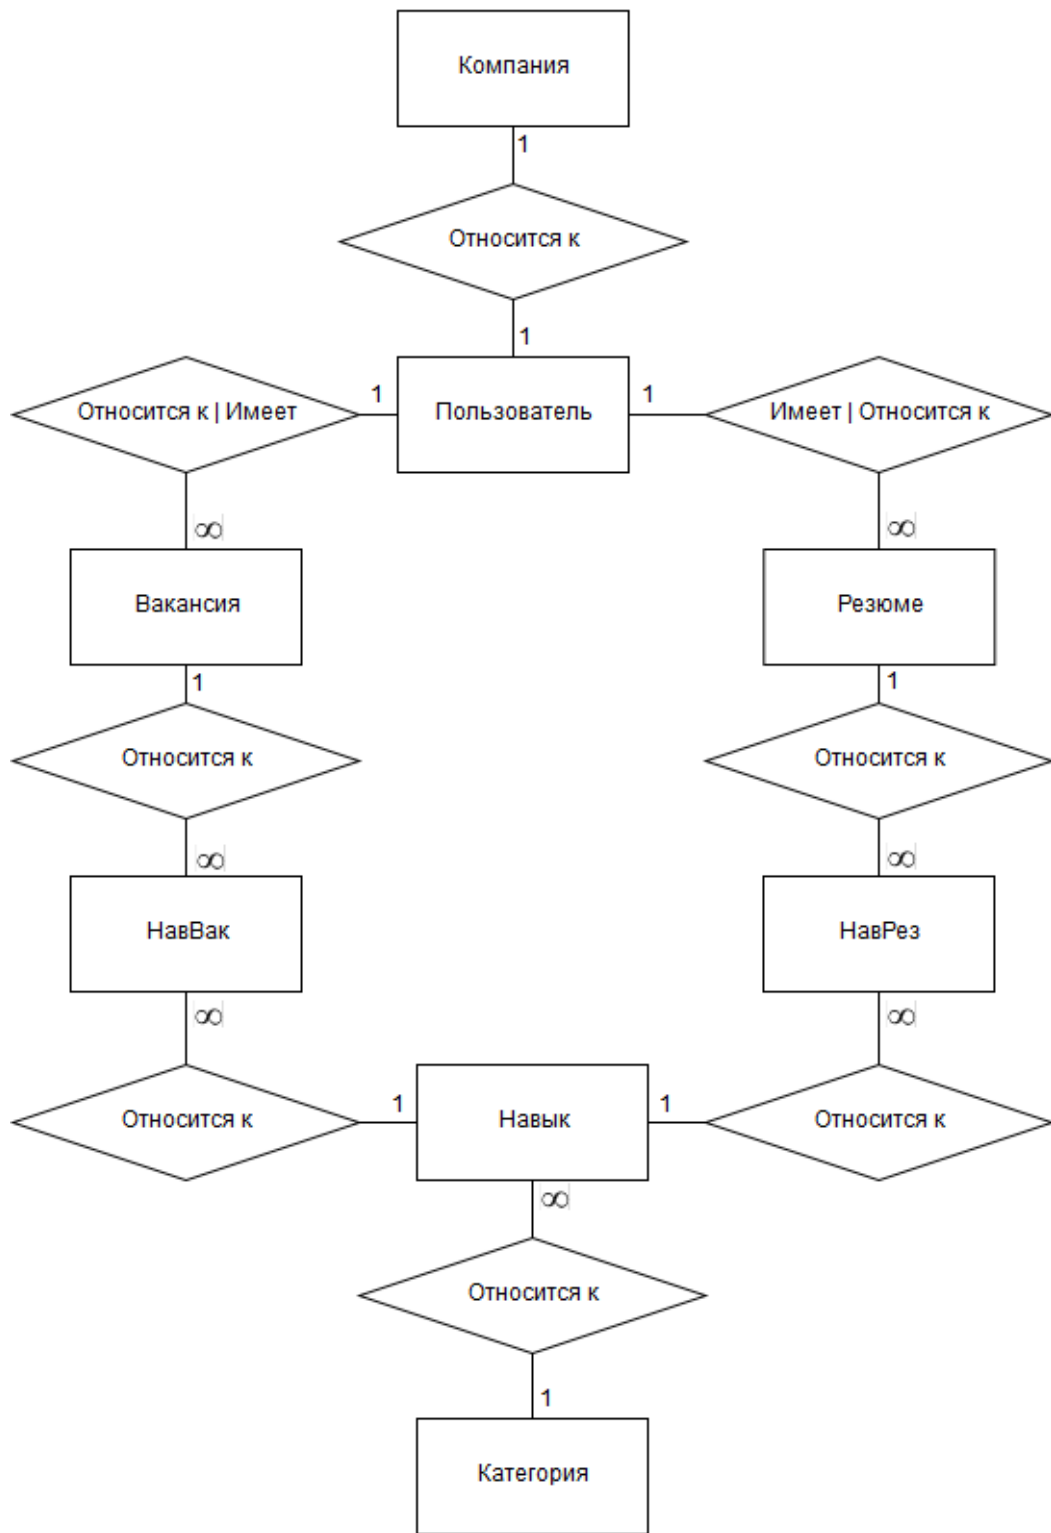 Компания
1
Относится к
1
Относится к | Имеет
1
Пользователь
1
Имеет | Относится к
∞
∞
Вакансия
Резюме
1
1
Относится к
Относится к
∞
∞
НавВак
НавРез
∞
∞
Относится к
1
Навык
1
Относится к
∞
Относится к
1
Категория